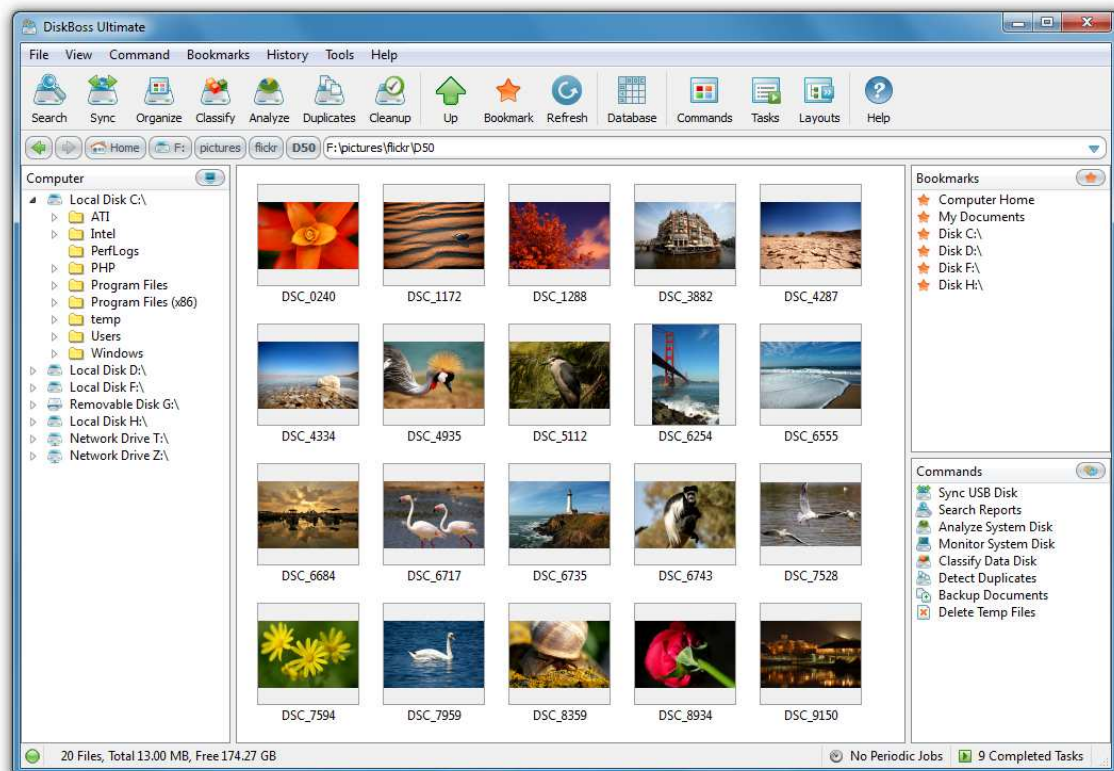 DiskBoss Ultimate
File View Command Bookmarks History Tools Help
Search Sync Organize Classify Analyze Duplicates Cleanup Up Bookmark Refresh Database Commands Tasks Layouts Help
Home F: pictures flickr D50 F:\pictures\flickr\D50
Computer
Local Disk C:\
ATI
Intel
PerfLogs
PHP
Program Files
Program Files (x86)
temp
Users
Windows
Local Disk D:\
Local Disk F:\
Removable Disk G:\
Local Disk H:\
Network Drive T:\
Network Drive Z:\
DSC_0240 DSC_1172 DSC_1288 DSC_3882 DSC_4287
DSC_4334 DSC_4935 DSC_5112 DSC_6254 DSC_6555
DSC_6684 DSC_6717 DSC_6735 DSC_6743 DSC_7528
DSC_7594 DSC_7959 DSC_8359 DSC_8934 DSC_9150
Bookmarks
Computer Home
My Documents
Disk C:\
Disk D:\
Disk F:\
Disk H:\
Commands
Sync USB Disk
Search Reports
Analyze System Disk
Monitor System Disk
Classify Data Disk
Detect Duplicates
Backup Documents
Delete Temp Files
20 Files, Total 13.00 MB, Free 174.27 GB No Periodic Jobs 9 Completed Tasks